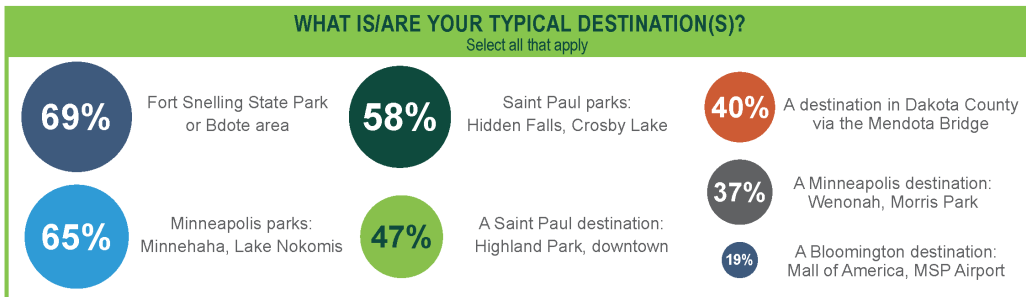 WHAT IS/ARE YOUR TYPICAL DESTINATION(S)?
Select all that apply
69%
Fort Snelling State Park
or Bdote area
65%
Minneapolis parks:
Minnehaha, Lake Nokomis
58%
Saint Paul parks:
Hidden Falls, Crosby Lake
47%
A Saint Paul destination:
Highland Park, downtown
40%
A destination in Dakota County
via the Mendota Bridge
37%
A Minneapolis destination:
Wenonah, Morris Park
19%
A Bloomington destination:
Mall of America, MSP Airport